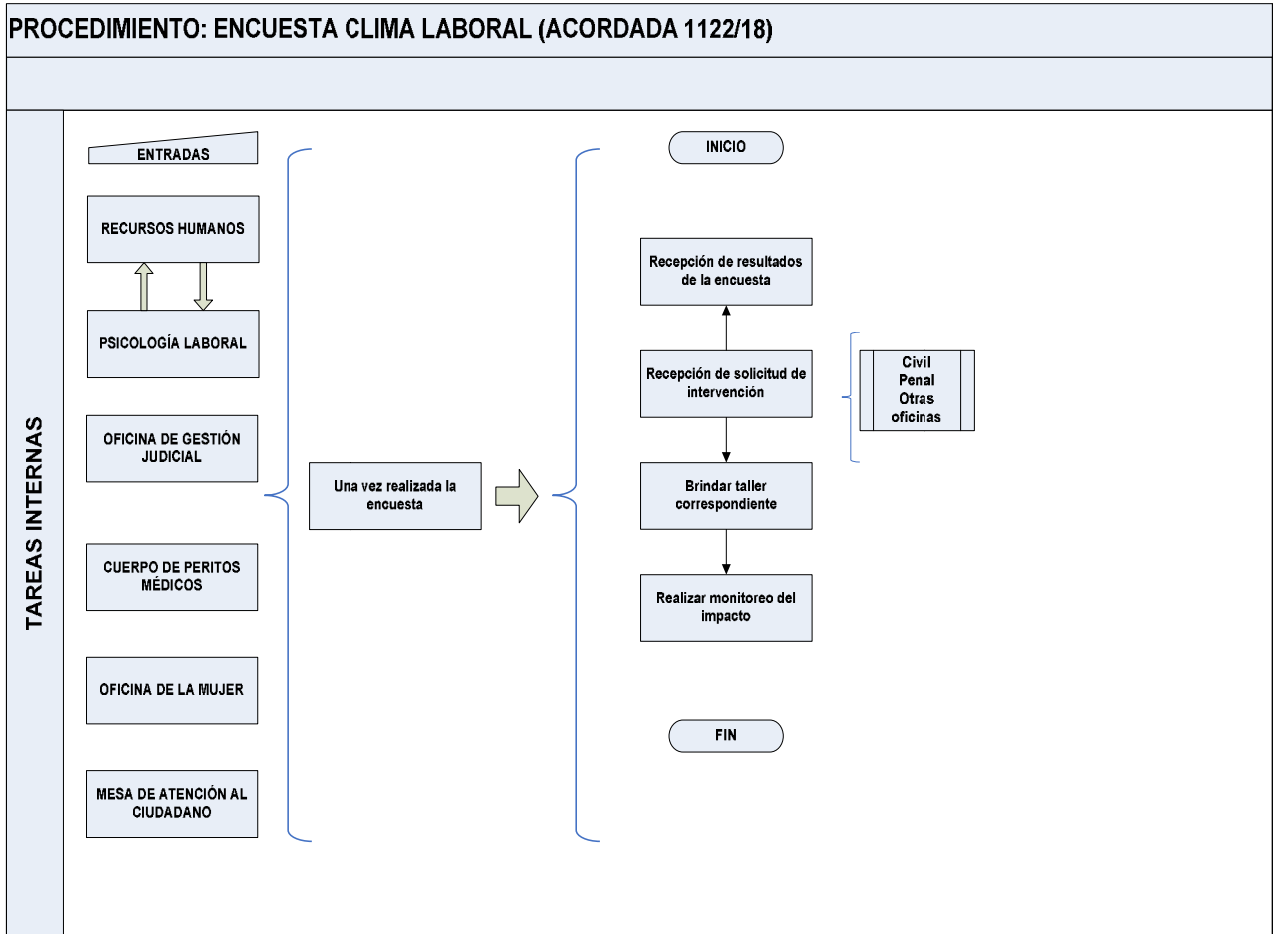 PROCEDIMIENTO: ENCUESTA CLIMA LABORAL (ACORDADA 1122/18)
TAREAS INTERNAS
ENTRADAS
RECURSOS HUMANOS
PSICOLOGÍA LABORAL
OFICINA DE GESTIÓN
JUDICIAL
CUERPO DE PERITOS
MÉDICOS
OFICINA DE LA MUJER
MESA DE ATENCIÓN AL
CIUDADANO
Una vez realizada la
encuesta
INICIO
Recepción de resultados
de la encuesta
Recepción de solicitud de
intervención
Civil
Penal
Otras
oficinas
Brindar taller
correspondiente
Realizar monitoreo del
impacto
FIN